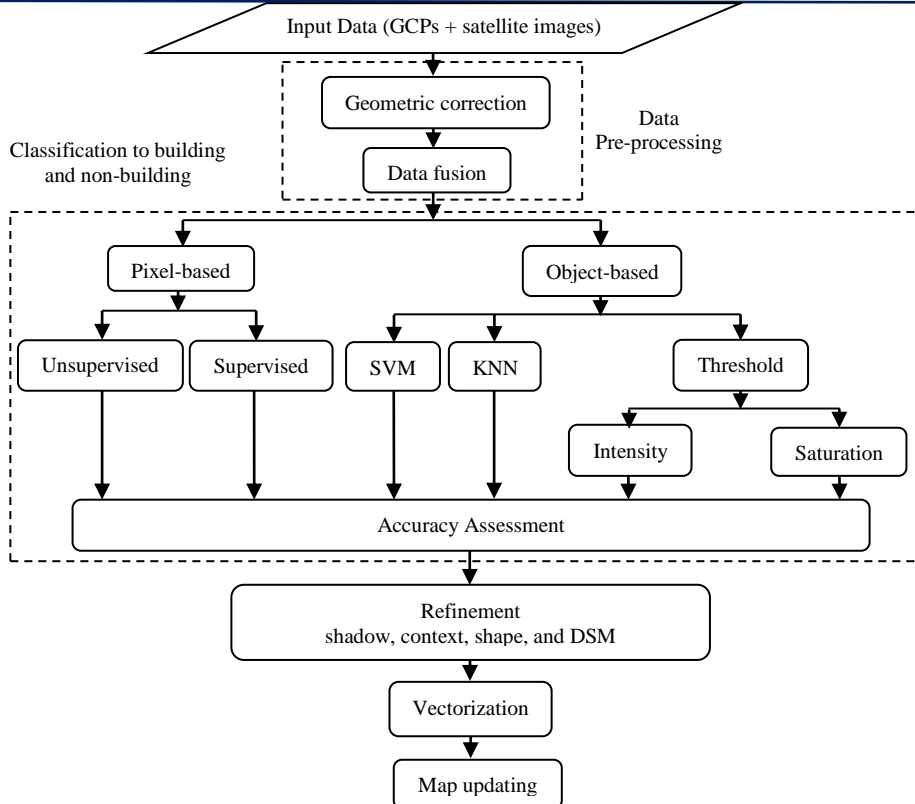 Input Data (GCPs + satellite images)
Geometric correction
Data
Pre-processing
Classification to building
and non-building
Data fusion
Pixel-based
Object-based
Unsupervised
Supervised
SVM
KNN
Threshold
Intensity
Saturation
Accuracy Assessment
Refinement
shadow, context, shape, and DSM
Vectorization
Map updating